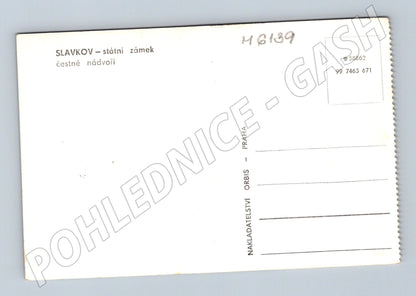 SLAVKOV – státní zámek
čestné nádvoří
M6139
99 7463 671
NAKLADATELSTVÍ ORBIS – PRAHA
POHLEDNICE - GASH